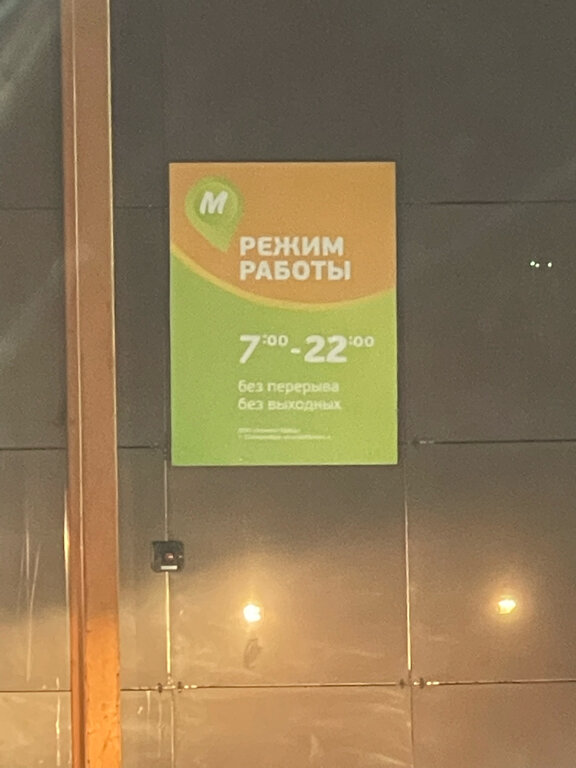 М
РЕЖИМ
РАБОТЫ
7:00-22:00
без перерыва
без выходных